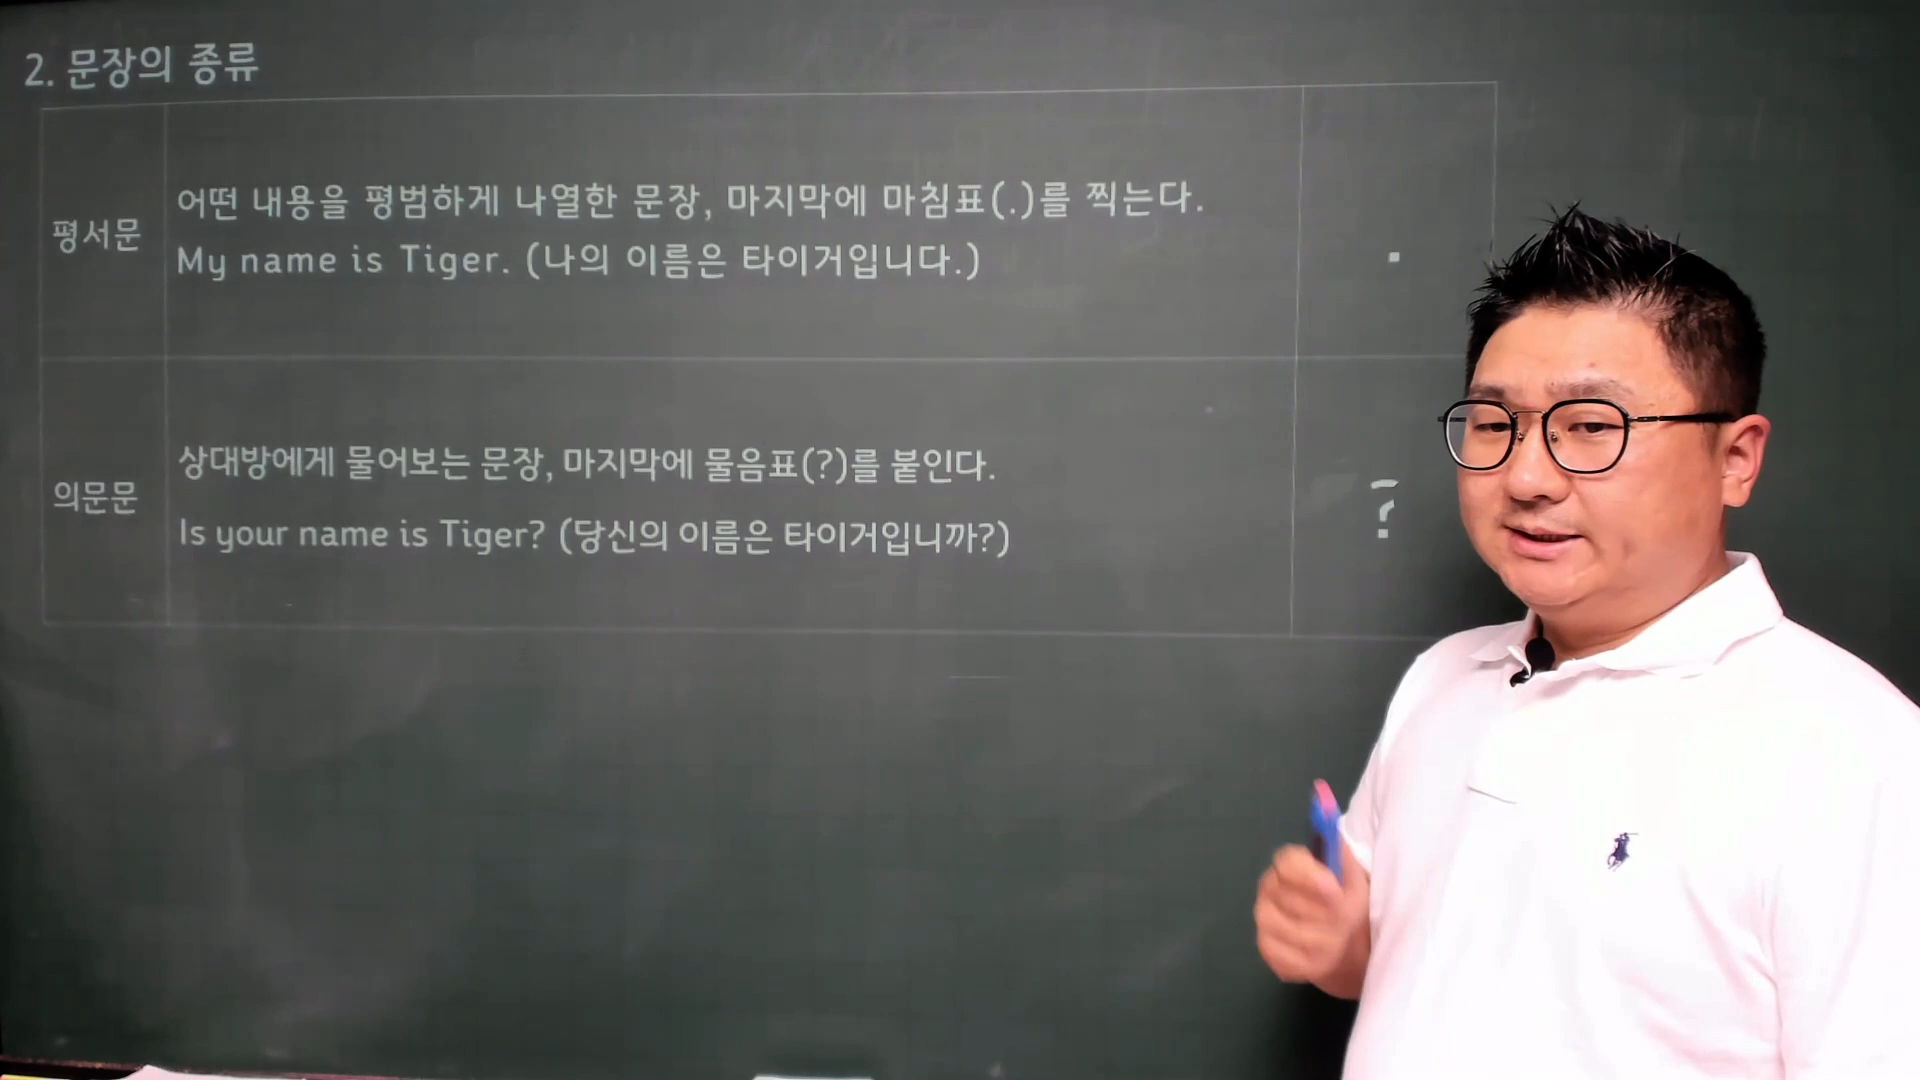 2. 문장의 종류
평서문
어떤 내용을 평범하게 나열한 문장, 마지막에 마침표(.)를 찍는다.
My name is Tiger. (나의 이름은 타이거입니다.)
.
의문문
상대방에게 물어보는 문장, 마지막에 물음표(?)를 붙인다.
Is your name is Tiger? (당신의 이름은 타이거입니까?)
?